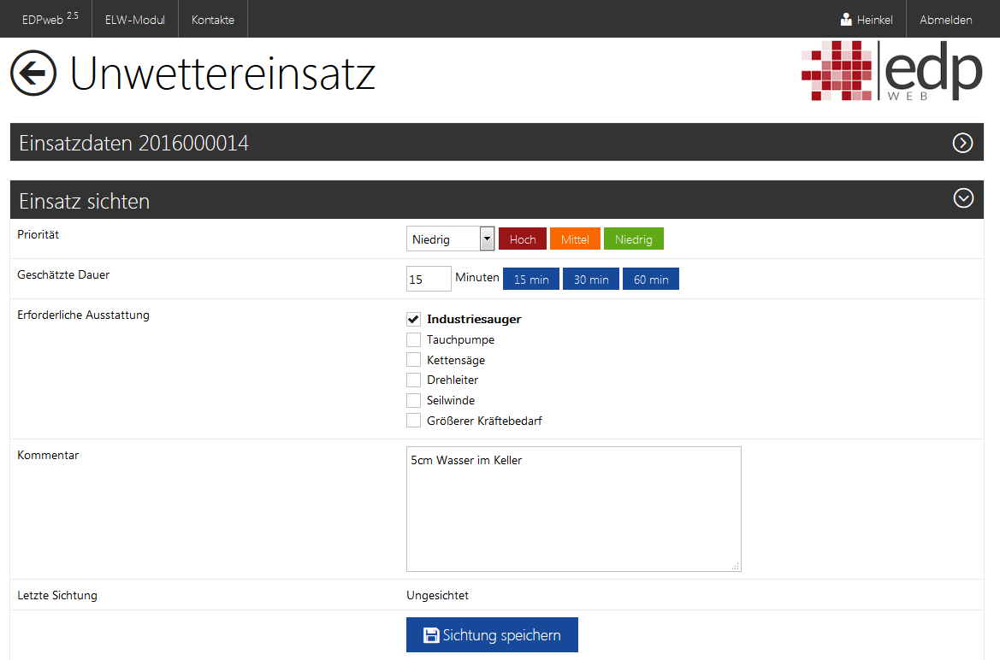 EDPweb 2.5 ELW-Modul Kontakte Heinkel Abmelden
Unwettereinsatz
edp
WEB
Einsatzdaten 2016000014
Einsatz sichten
Priorität Niedrig Hoch Mittel Niedrig
Geschätzte Dauer 15 Minuten 15 min 30 min 60 min
Erforderliche Ausstattung Industriesauger
Tauchpumpe
Kettensäge
Drehleiter
Seilwinde
Größerer Kräftebedarf
Kommentar 5cm Wasser im Keller
Letzte Sichtung Ungesichtet
Sichtung speichern